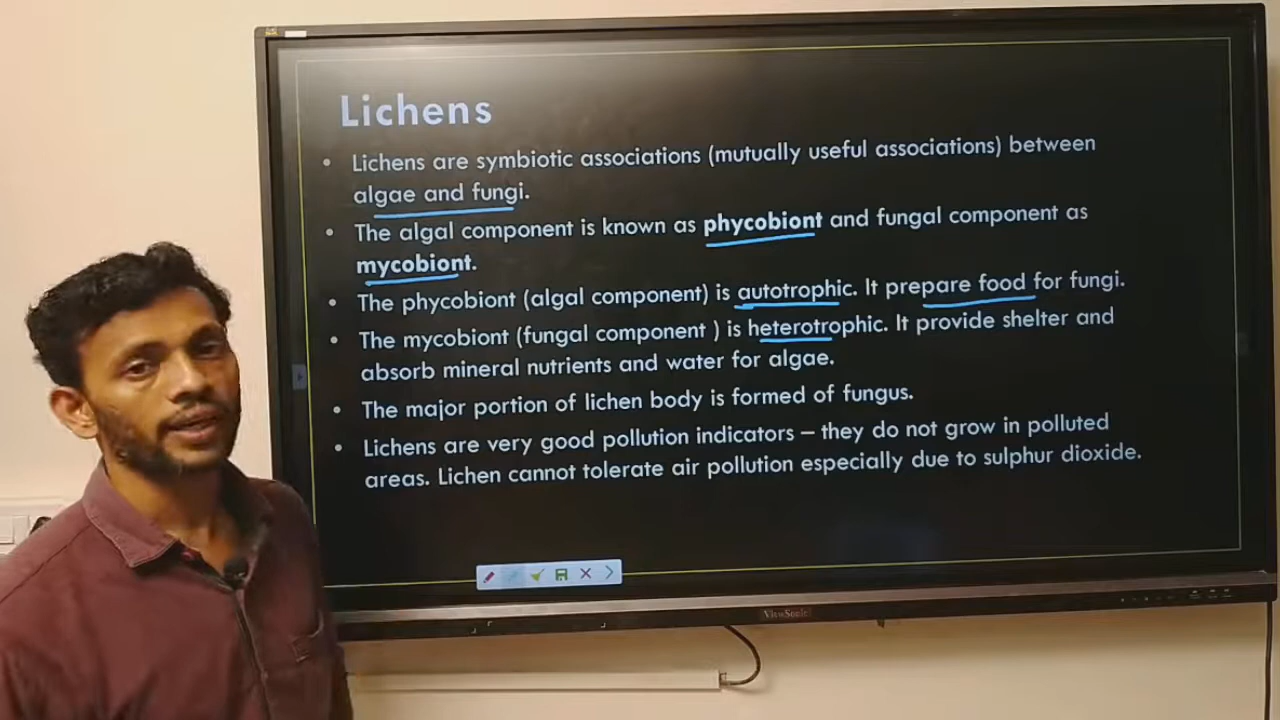 Lichens
• Lichens are symbiotic associations (mutually useful associations) between
algae and fungi.
• The algal component is known as phycobiont and fungal component as
mycobiont.
• The phycobiont (algal component) is autotrophic. It prepare food for fungi.
• The mycobiont (fungal component ) is heterotrophic. It provide shelter and
absorb mineral nutrients and water for algae.
• The major portion of lichen body is formed of fungus.
• Lichens are very good pollution indicators – they do not grow in polluted
areas. Lichen cannot tolerate air pollution especially due to sulphur dioxide.
ViewSonic